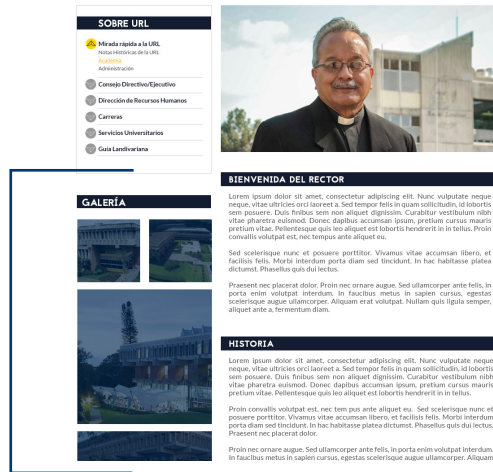 SOBRE URL
Mirada rápida a la URL
Notas Históricas de la URL
Academia
Administración
Consejo Directivo/Ejecutivo
Dirección de Recursos Humanos
Carreras
Servicios Universitarios
Guía Landivariana
GALERÍA
BIENVENIDA DEL RECTOR
Lorem ipsum dolor sit amet, consectetur adipiscing elit. Nunc vulputate neque
neque, vitae ultricies orci laoreet a. Sed tempor felis in quam sollicitudin, id lobortis
sem posuere. Duis finibus sem non aliquet dignissim. Curabitur vestibulum nibh
vitae pharetra euismod. Donec dapibus accumsan ipsum, pretium cursus mauris
pretium vitae. Pellentesque quis leo aliquet est lobortis hendrerit in in tellus. Proin
convallis volutpat est, nec tempus ante aliquet eu.
Sed scelerisque nunc et posuere porttitor. Vivamus vitae accumsan libero, et
facilisis felis. Morbi interdum porta diam sed tincidunt. In hac habitasse platea
dictumst. Phasellus quis dui lectus.
Praesent nec placerat dolor. Proin nec ornare augue. Sed ullamcorper ante felis, in
porta enim volutpat interdum. In faucibus metus in sapien cursus, egestas
scelerisque augue ullamcorper. Aliquam erat volutpat. Nullam quis ligula semper,
aliquet ante a, fermentum diam.
HISTORIA
Lorem ipsum dolor sit amet, consectetur adipiscing elit. Nunc vulputate neque
neque, vitae ultricies orci laoreet a. Sed tempor felis in quam sollicitudin, id lobortis
sem posuere. Duis finibus sem non aliquet dignissim. Curabitur vestibulum nibh
vitae pharetra euismod. Donec dapibus accumsan ipsum, pretium cursus mauris
pretium vitae. Pellentesque quis leo aliquet est lobortis hendrerit in in tellus.
Proin convallis volutpat est, nec tem pus ante aliquet eu. Sed scelerisque nunc et
posuere porttitor. Vivamus vitae accumsan libero, et facilisis felis. Morbi interdum
porta diam sed tincidunt. In hac habitasse platea dictumst. Phasellus quis dui lectus.
Praesent nec placerat dolor.
Proin nec ornare augue. Sed ullamcorper ante felis, in porta enim volutpat interdum.
In faucibus metus in sapien cursus, egestas scelerisque augue ullamcorper. Aliquam